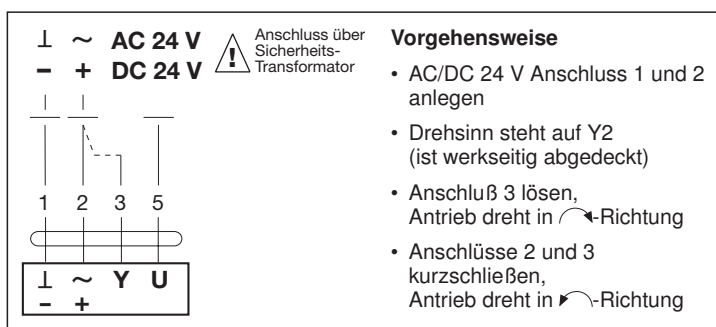 ⊥ ~ AC 24 V
– + DC 24 V
Anschluss über
Sicherheits-
Transformator
!
1 2 3 5
⊥ ~ Y U
– +
Vorgehensweise
• AC/DC 24 V Anschluss 1 und 2
anlegen
• Drehsinn steht auf Y2
(ist werkseitig abgedeckt)
• Anschluß 3 lösen,
Antrieb dreht in ↷-Richtung
• Anschlüsse 2 und 3
kurzschließen,
Antrieb dreht in ↶-Richtung